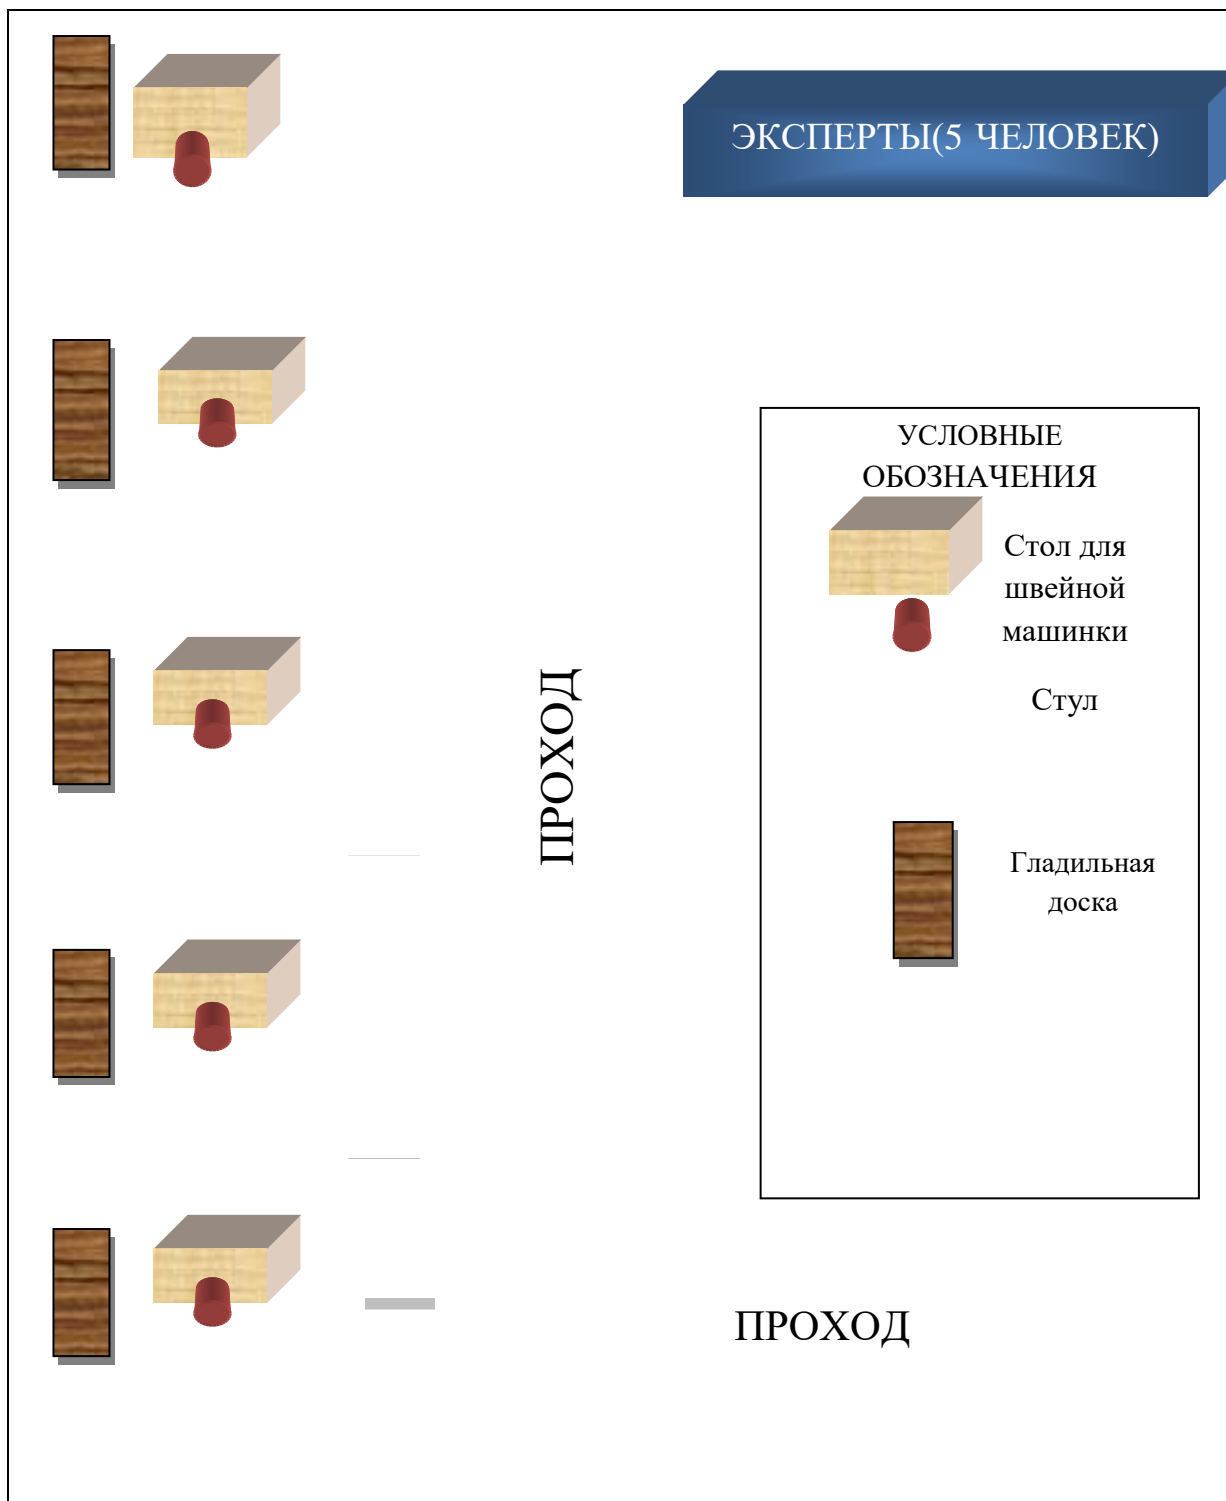 ЭКСПЕРТЫ(5 ЧЕЛОВЕК)
УСЛОВНЫЕ
ОБОЗНАЧЕНИЯ
Стол для
швейной
машинки
Стул
Гладильная
доска
ПРОХОД
ПРОХОД